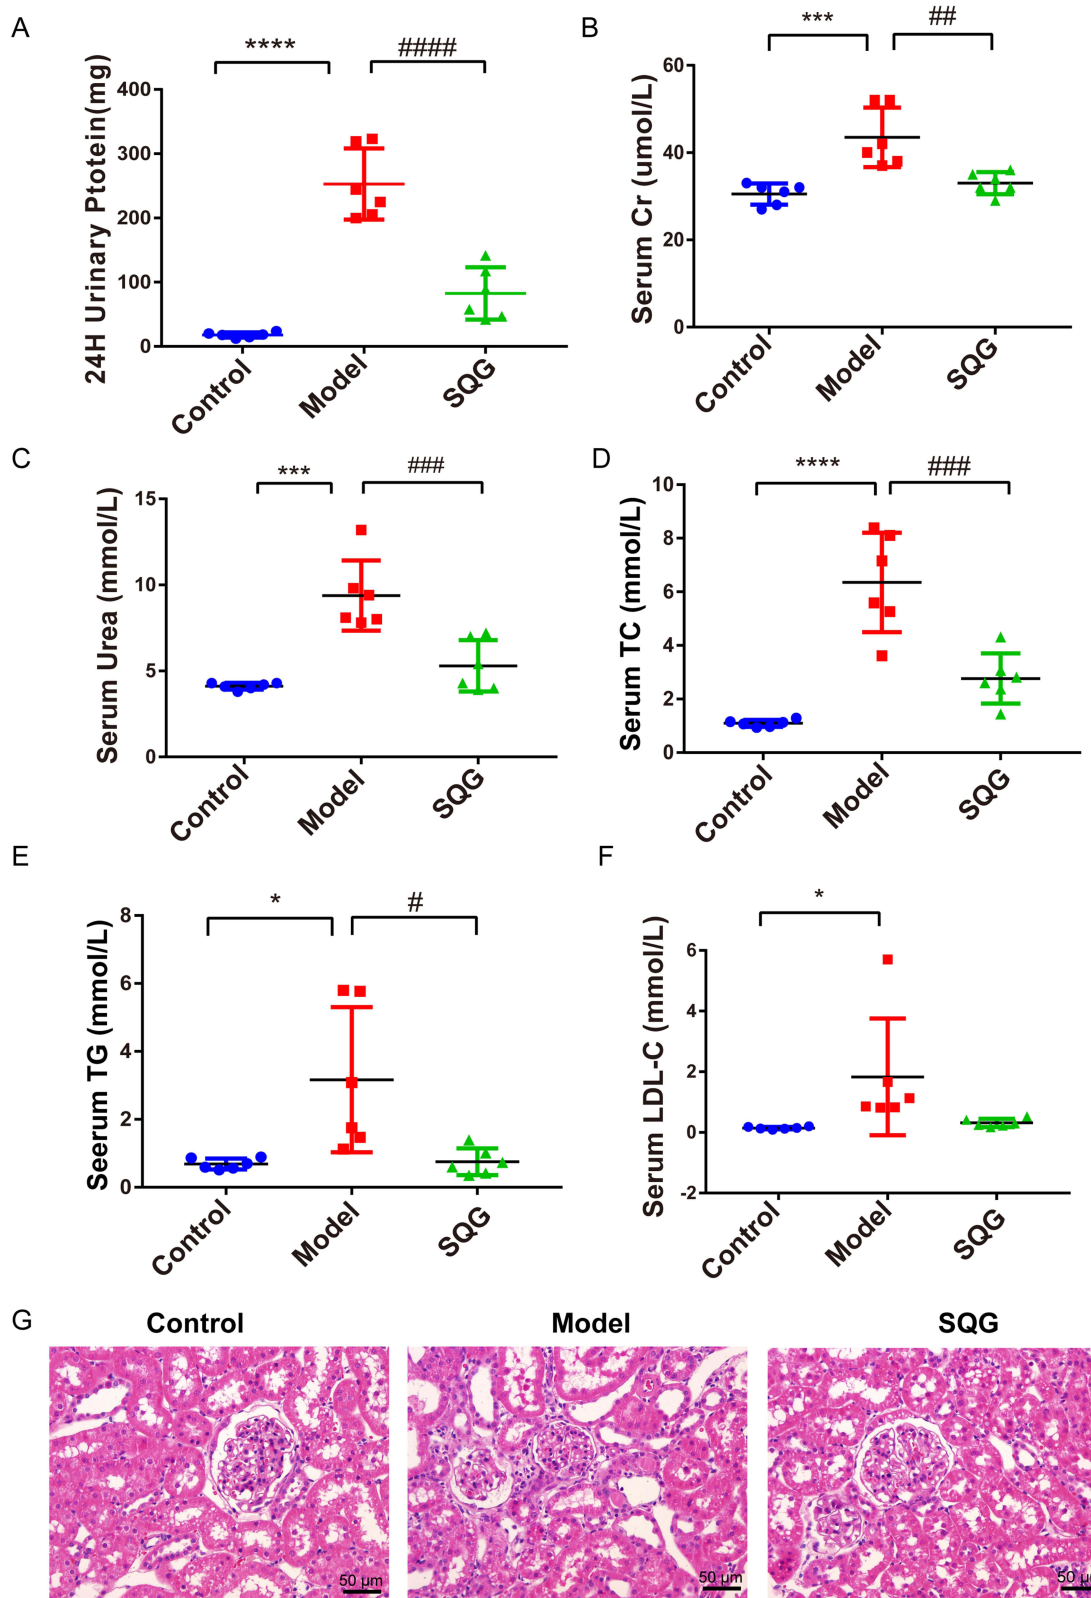 A
**** ####
24H Urinary Ptotein(mg)
400
300
200
100
0
Control Model SQG
B
*** ##
Serum Cr (umol/L)
60
40
20
0
Control Model SQG
C
*** ###
Serum Urea (mmol/L)
15
10
5
0
Control Model SQG
D
**** ###
Serum TC (mmol/L)
10
8
6
4
2
0
Control Model SQG
E
* #
Seerum TG (mmol/L)
8
6
4
2
0
Control Model SQG
F
*
Serum LDL-C (mmol/L)
6
4
2
0
-2
Control Model SQG
G
Control Model SQG
50 µm 50 µm 50 µm